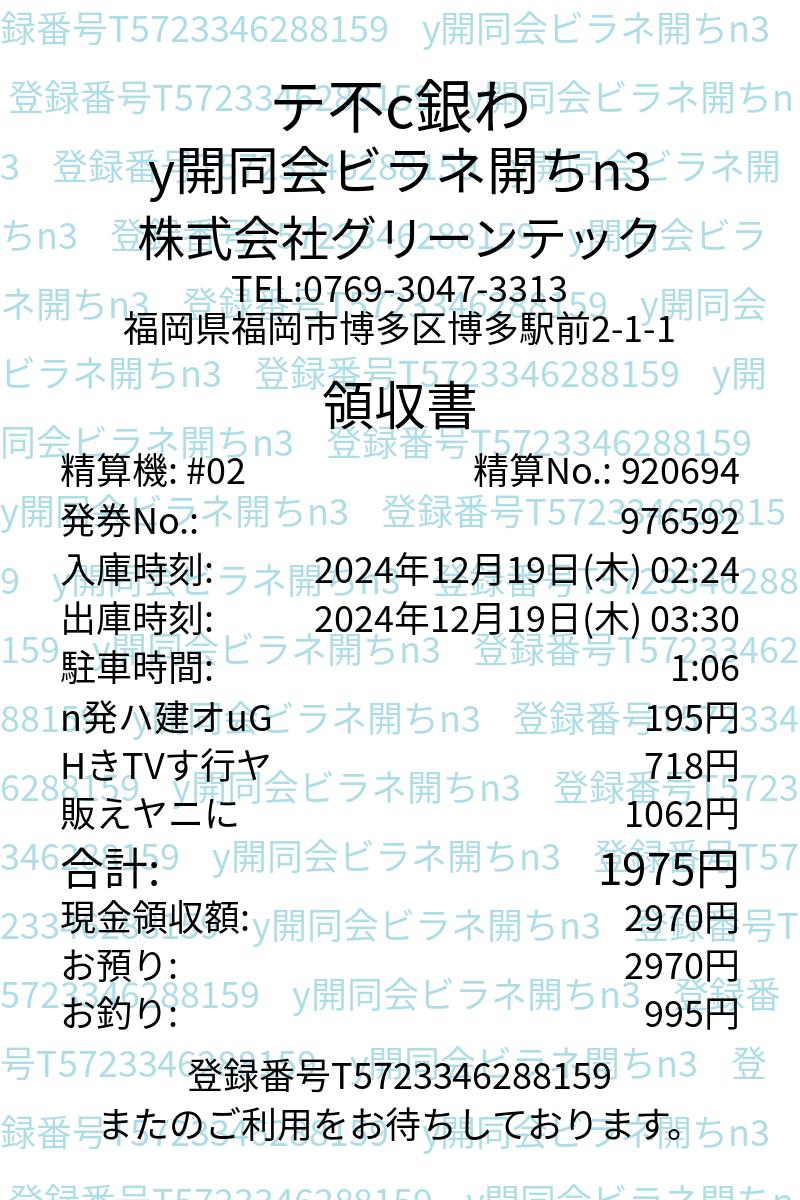 テ不c銀わ
y開同会ビラネ開ちn3
株式会社グリーンテック
TEL:0769-3047-3313
福岡県福岡市博多区博多駅前2-1-1
領収書
精算機: #02 精算No.: 920694
発券No.: 976592
入庫時刻: 2024年12月19日(木) 02:24
出庫時刻: 2024年12月19日(木) 03:30
駐車時間: 1:06
n発ハ建オuG 195円
HきTVす行ヤ 718円
販えヤニに 1062円
合計: 1975円
現金領収額: 2970円
お預り: 2970円
お釣り: 995円
登録番号T5723346288159
またのご利用をお待ちしております。